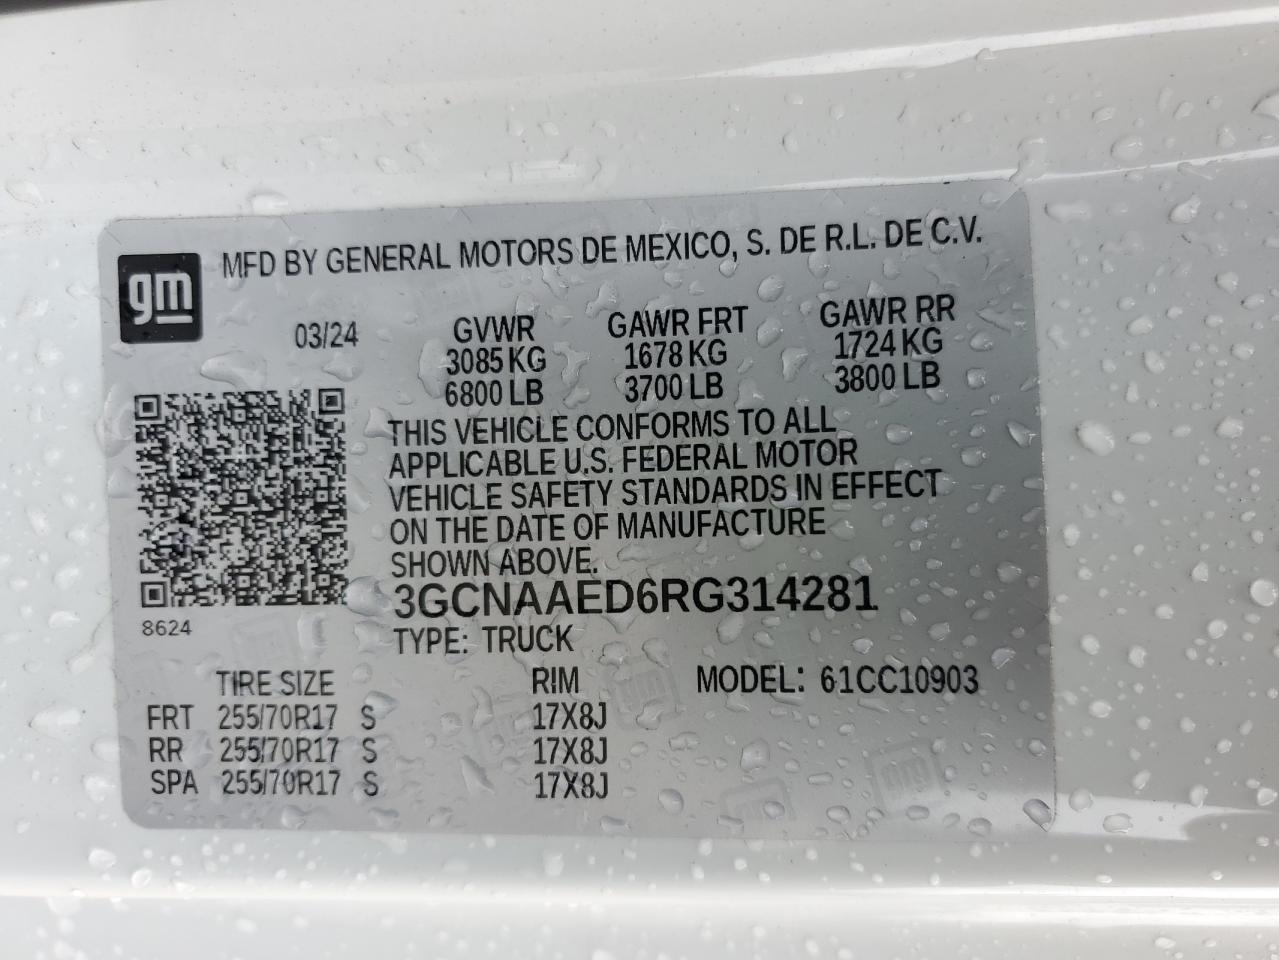 gm MFD BY GENERAL MOTORS DE MEXICO, S. DE R.L. DE C.V.
03/24 GVWR GAWR FRT GAWR RR
3085 KG 1678 KG 1724 KG
6800 LB 3700 LB 3800 LB
THIS VEHICLE CONFORMS TO ALL
APPLICABLE U.S. FEDERAL MOTOR
VEHICLE SAFETY STANDARDS IN EFFECT
ON THE DATE OF MANUFACTURE
SHOWN ABOVE.
3GCNAAED6RG314281
8624 TYPE: TRUCK
TIRE SIZE RIM MODEL: 61CC10903
FRT 255/70R17 S 17X8J
RR 255/70R17 S 17X8J
SPA 255/70R17 S 17X8J